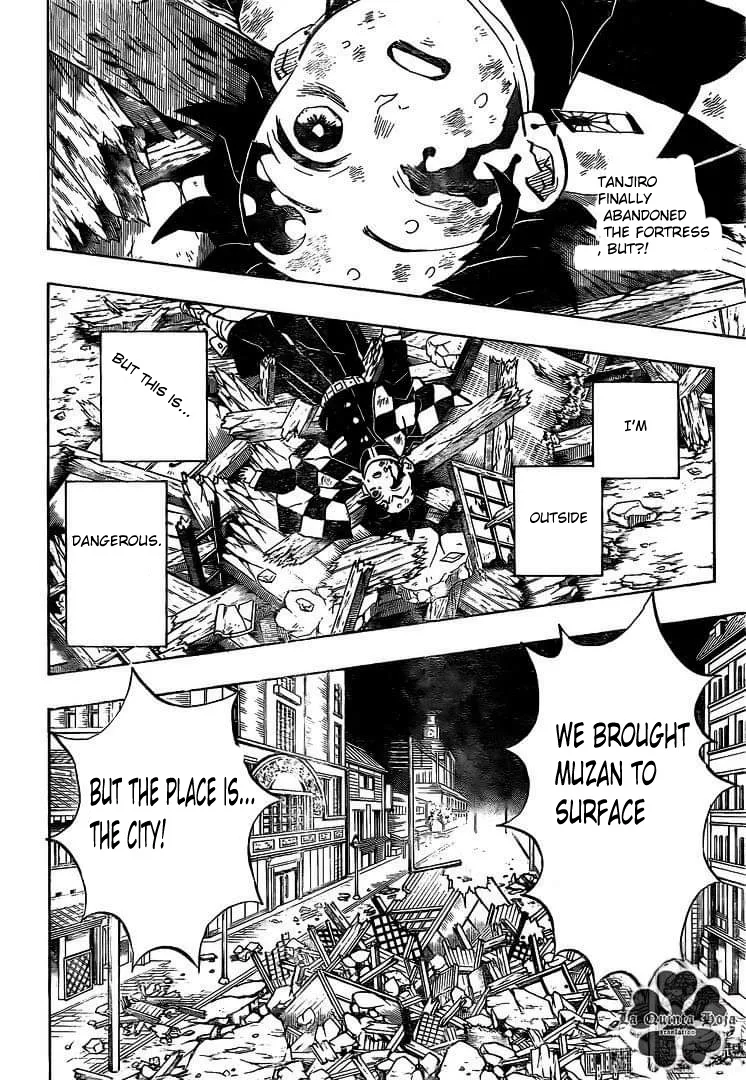 TANJIRO
FINALLY
ABANDONED
THE FORTRESS
, BUT?!
I'M
OUTSIDE
BUT THIS IS...
DANGEROUS.
WE BROUGHT
MUZAN TO
SURFACE
BUT THE PLACE IS...
THE CITY!
La Quinta Hoja